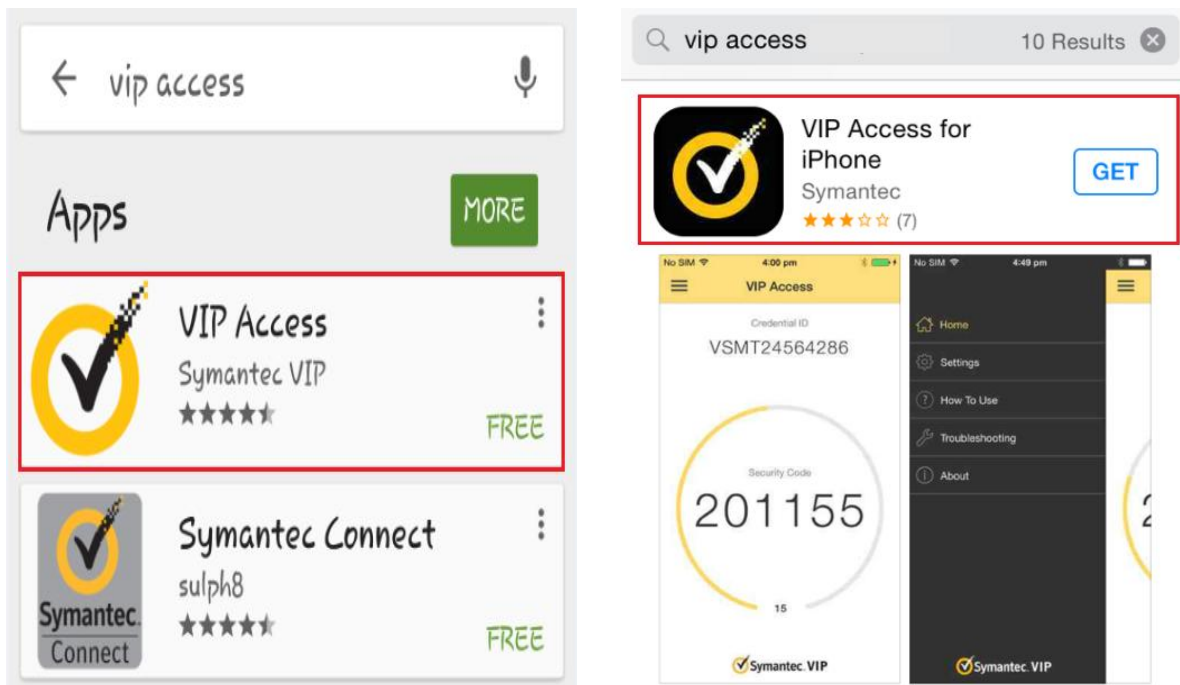 vip access
Apps
MORE
VIP Access
Symantec VIP
FREE
Symantec Connect
sulph8
FREE
Symantec.
Connect
vip access
10 Results
VIP Access for
iPhone
Symantec
(7)
GET
No SIM
4:00 pm
VIP Access
Credential ID
VSMT24564286
Security Code
201155
15
Symantec. VIP
No SIM
4:49 pm
Home
Settings
? How To Use
Troubleshooting
i About
2
Symantec. VIP